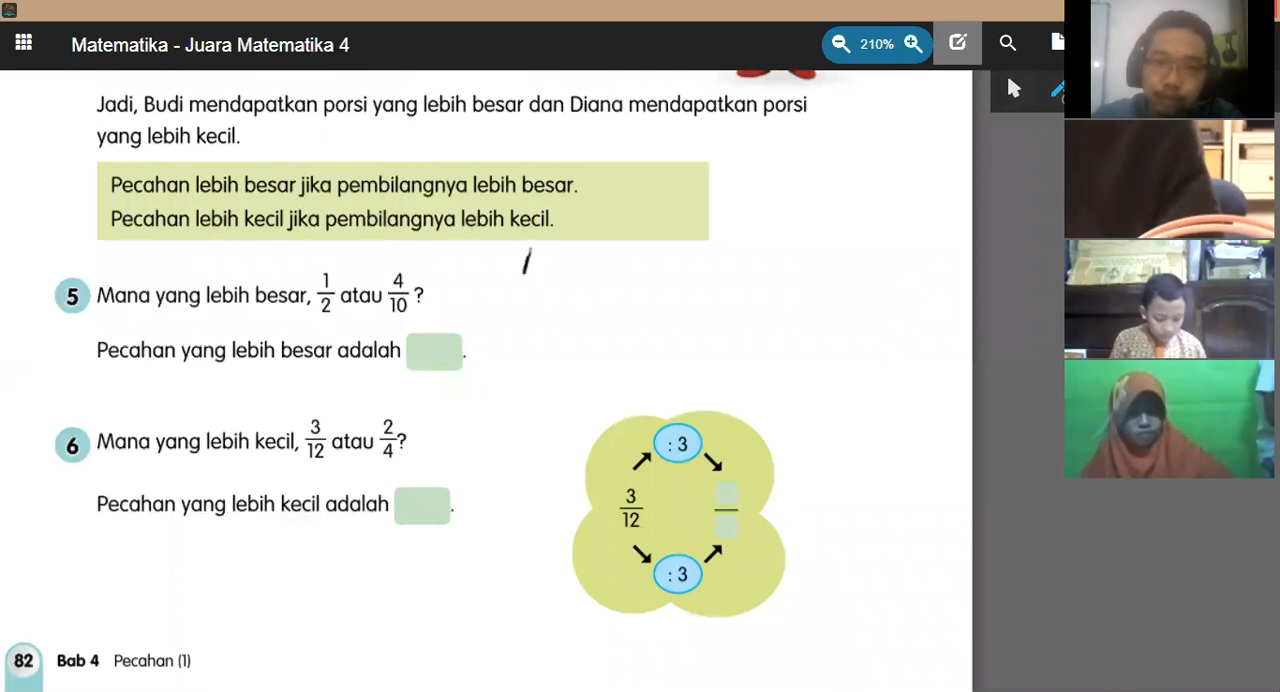 Matematika - Juara Matematika 4
210%
Jadi, Budi mendapatkan porsi yang lebih besar dan Diana mendapatkan porsi
yang lebih kecil.
Pecahan lebih besar jika pembilangnya lebih besar.
Pecahan lebih kecil jika pembilangnya lebih kecil.
5 Mana yang lebih besar, 1/2 atau 4/10 ?
Pecahan yang lebih besar adalah .
6 Mana yang lebih kecil, 3/12 atau 2/4?
Pecahan yang lebih kecil adalah .
: 3
3/12
: 3
82 Bab 4 Pecahan (1)